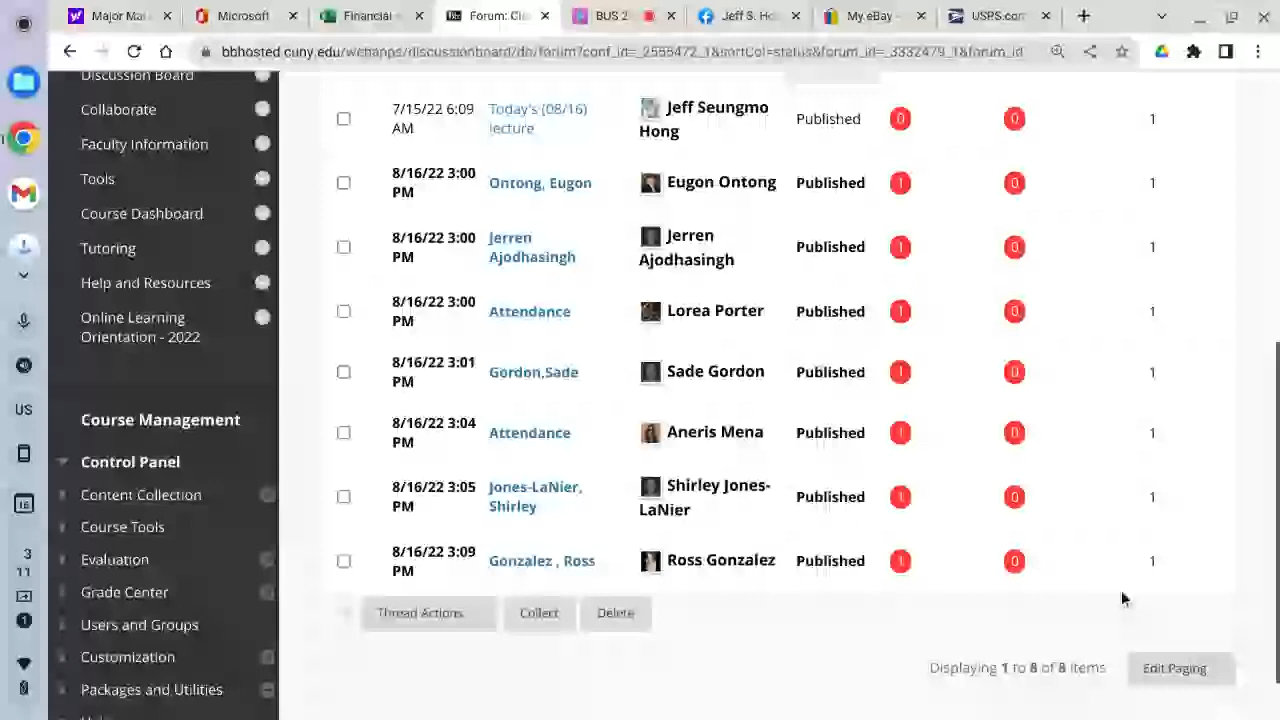 Major Mar
Microsoft
Financial
Forum: Cla
BUS 2
Jeff S. Ho
My eBay
USPS.com
bbhosted.cuny.edu/webapps/discussionboard/do/forum?conf_id=_2555472_1&sortCol=status&forum_id=_3332479_1&forum_id
Discussion Board
Collaborate
Faculty Information
Tools
Course Dashboard
Tutoring
Help and Resources
Online Learning
Orientation - 2022
Course Management
Control Panel
Content Collection
Course Tools
Evaluation
Grade Center
Users and Groups
Customization
Packages and Utilities
US
3
11
7/15/22 6:09
AM
Today's (08/16)
lecture
Jeff Seungmo
Hong
Published
0
0
1
8/16/22 3:00
PM
Ontong, Eugon
Eugon Ontong
Published
1
0
1
8/16/22 3:00
PM
Jerren
Ajodhasingh
Jerren
Ajodhasingh
Published
1
0
1
8/16/22 3:00
PM
Attendance
Lorea Porter
Published
1
0
1
8/16/22 3:01
PM
Gordon,Sade
Sade Gordon
Published
1
0
1
8/16/22 3:04
PM
Attendance
Aneris Mena
Published
1
0
1
8/16/22 3:05
PM
Jones-LaNier,
Shirley
Shirley Jones-
LaNier
Published
1
0
1
8/16/22 3:09
PM
Gonzalez , Ross
Ross Gonzalez
Published
1
0
1
Thread Actions
Collect
Delete
Displaying 1 to 8 of 8 items
Edit Paging